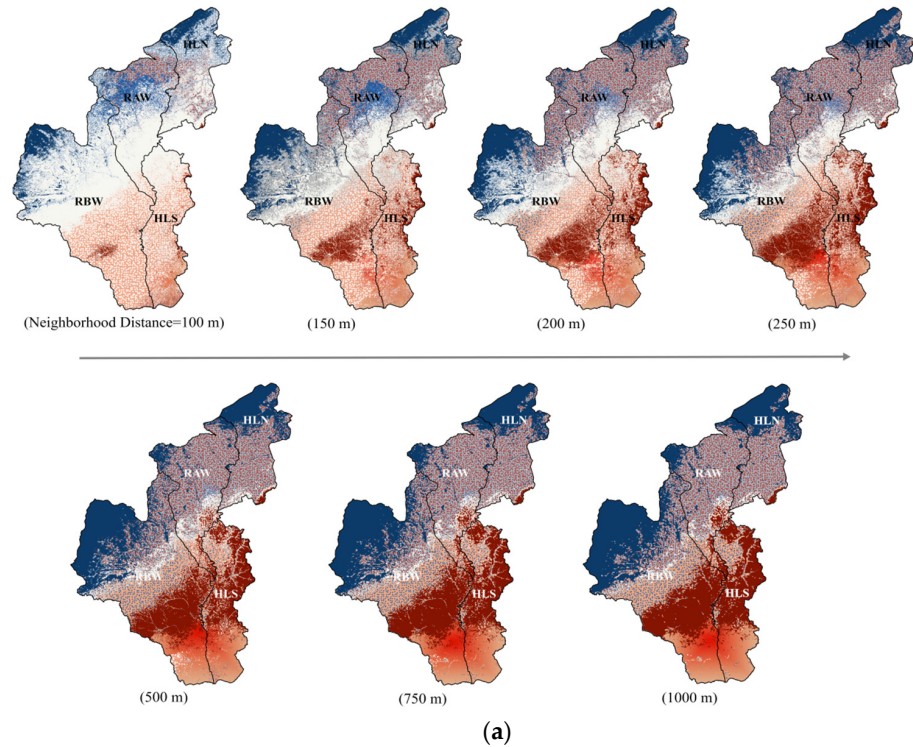 HLN
RAW
RBW
HLS
HLN
RAW
RBW
HLS
HLN
RAW
RBW
HLS
HLN
RAW
RBW
HLS
(Neighborhood Distance=100 m)
(150 m)
(200 m)
(250 m)
HLN
RAW
RBW
HLS
HLN
RAW
RBW
HLS
HLN
RAW
RBW
HLS
(500 m)
(750 m)
(1000 m)
(a)